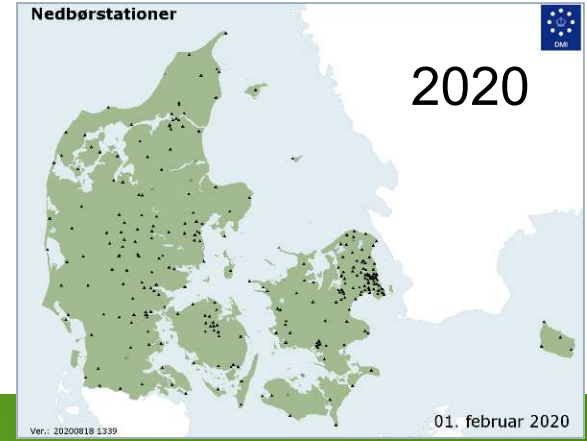 Nedbørstationer
DMI
2020
01. februar 2020
Ver.: 20200818 1339